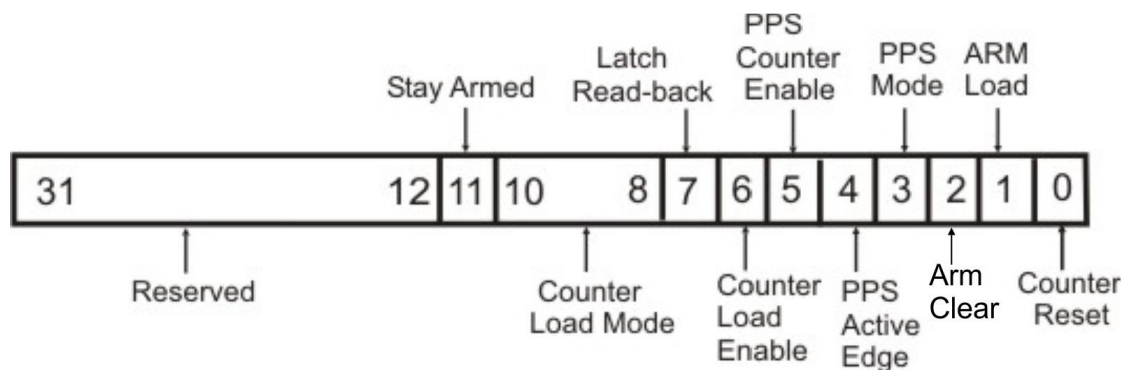 PPS
Counter
Enable
Latch
Read-back
PPS
Mode
ARM
Load
Stay Armed
31 12 11 10 8 7 6 5 4 3 2 1 0
Reserved
Counter
Load Mode
Counter
Load
Enable
PPS
Active
Edge
Arm
Clear
Counter
Reset